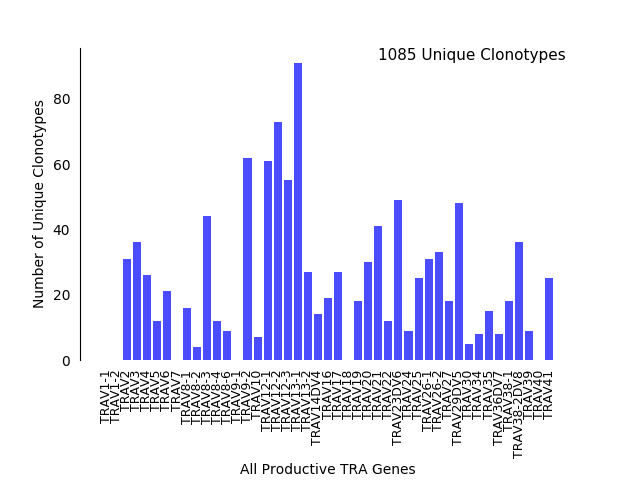 1085 Unique Clonotypes
Number of Unique Clonotypes
80
60
40
20
0
TRAV1-1
TRAV1-2
TRAV2
TRAV3
TRAV4
TRAV5
TRAV6
TRAV7
TRAV8-1
TRAV8-2
TRAV8-3
TRAV8-4
TRAV8-6
TRAV9-1
TRAV9-2
TRAV10
TRAV12-1
TRAV12-2
TRAV12-3
TRAV13-1
TRAV13-2
TRAV14DV4
TRAV16
TRAV17
TRAV18
TRAV19
TRAV20
TRAV21
TRAV22
TRAV23DV6
TRAV24
TRAV25
TRAV26-1
TRAV26-2
TRAV27
TRAV29DV5
TRAV30
TRAV34
TRAV35
TRAV36DV7
TRAV38-1
TRAV38-2DV8
TRAV39
TRAV40
TRAV41
All Productive TRA Genes